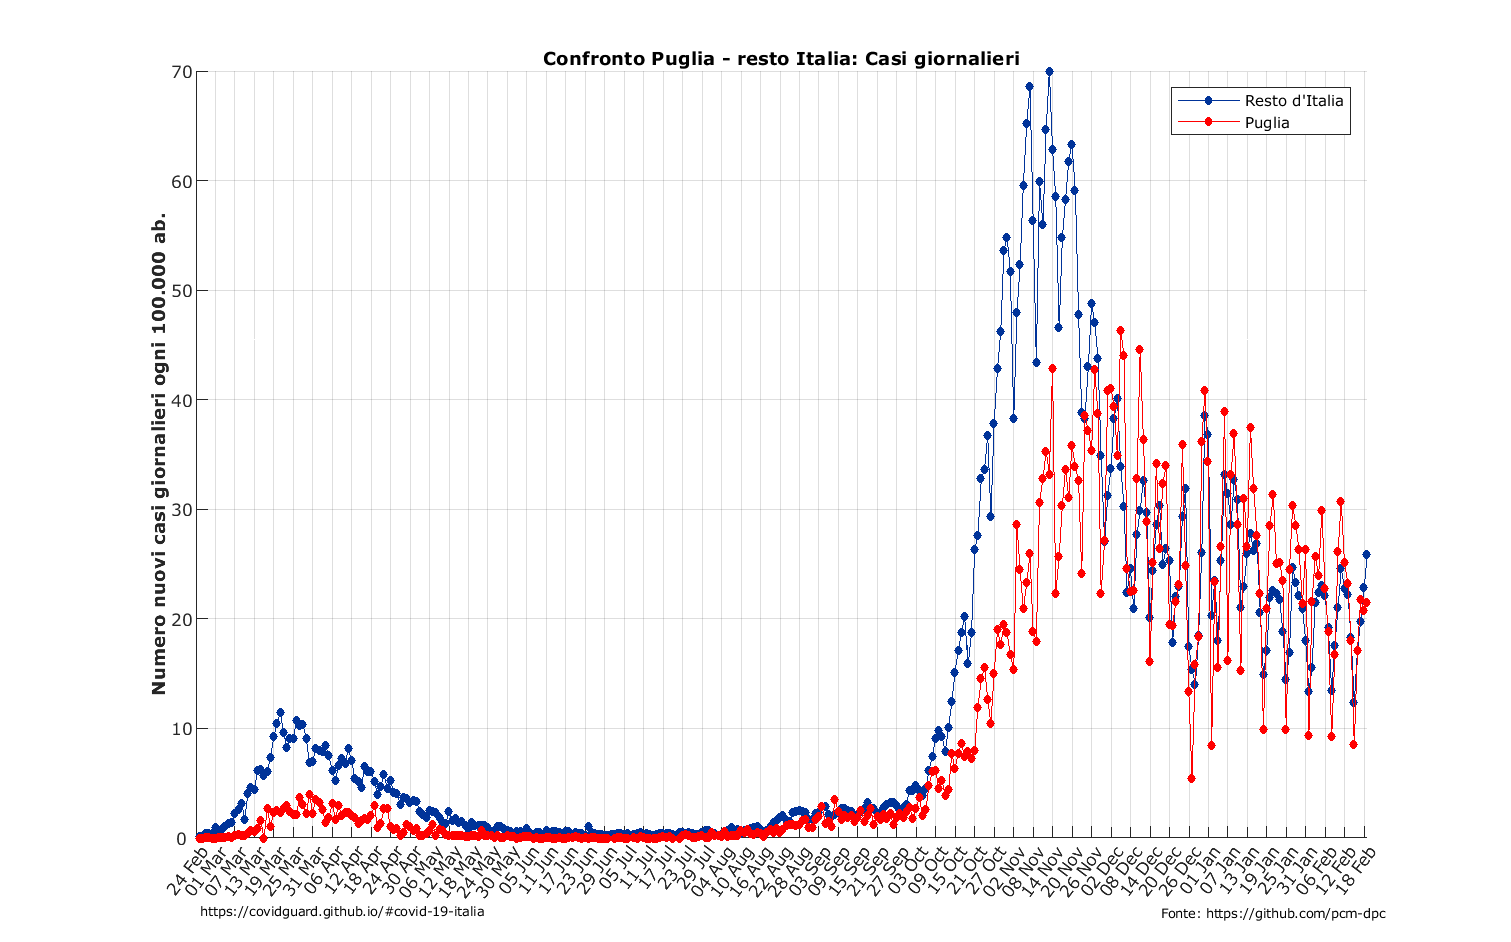 Confronto Puglia - resto Italia: Casi giornalieri
Resto d'Italia
Puglia
Numero nuovi casi giornalieri ogni 100.000 ab.
70
60
50
40
30
20
10
0
24 Feb
01 Mar
07 Mar
13 Mar
19 Mar
25 Mar
31 Mar
06 Apr
12 Apr
18 Apr
24 Apr
30 Apr
06 May
12 May
18 May
24 May
30 May
05 Jun
11 Jun
17 Jun
23 Jun
29 Jun
05 Jul
11 Jul
17 Jul
23 Jul
29 Jul
04 Aug
10 Aug
16 Aug
22 Aug
28 Aug
03 Sep
09 Sep
15 Sep
21 Sep
27 Sep
03 Oct
09 Oct
15 Oct
21 Oct
27 Oct
02 Nov
08 Nov
14 Nov
20 Nov
26 Nov
02 Dec
08 Dec
14 Dec
20 Dec
26 Dec
01 Jan
07 Jan
13 Jan
19 Jan
25 Jan
31 Jan
06 Feb
12 Feb
18 Feb
https://covidguard.github.io/#covid-19-italia
Fonte: https://github.com/pcm-dpc